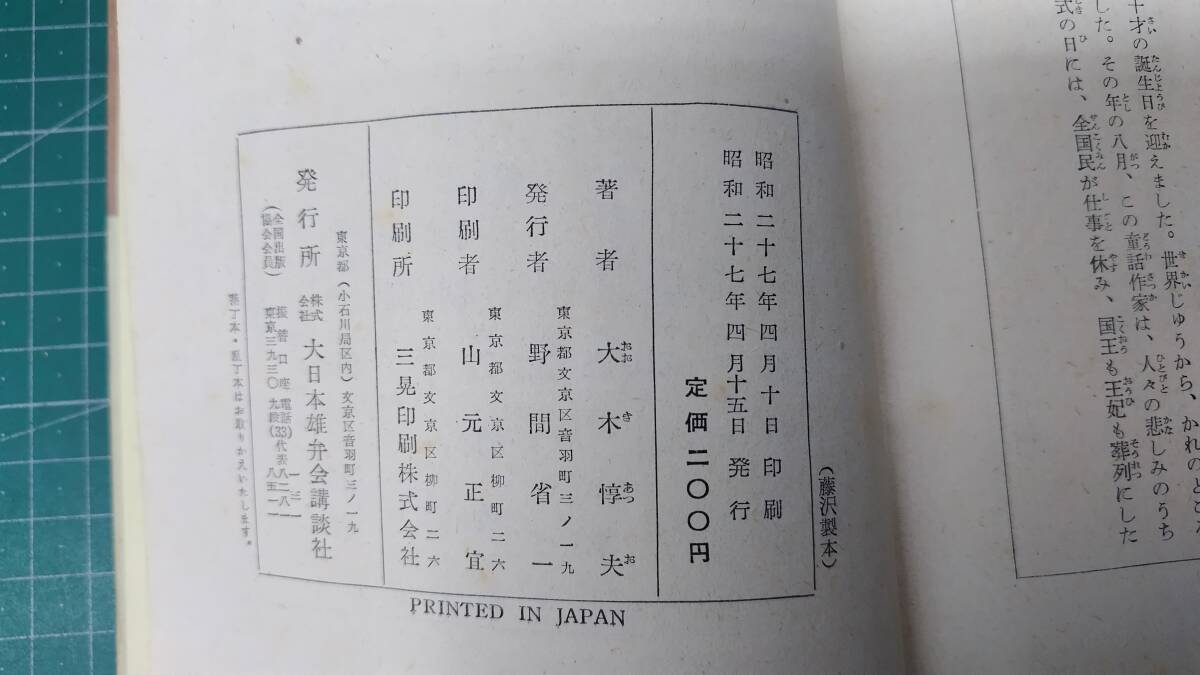 十才の誕生日を迎えました。世界じゅうから、かれのとこ
した。その年の八月、この童話作家は、人々の悲しみのうち
式の日には、全国民が仕事を休み、国王も王妃も葬列にした
(藤沢製本)
昭和二十七年四月十日印刷
昭和二十七年四月十五日発行
定価二〇〇円
著者 大木惇夫
おおきあつお
東京都文京区音羽町三ノ一九
発行者 野間省一
東京都文京区柳町二六
印刷者 山元正宜
東京都文京区柳町二六
印刷所 三晃印刷株式会社
東京都(小石川局区内)文京区音羽町三ノ一九
発行所 株式会社 大日本雄弁会講談社
(全国出版協会会員)
振替口座 東京三九三〇
電話 九段(33)代表
落丁本・乱丁本はお取りかえいたします。
PRINTED IN JAPAN